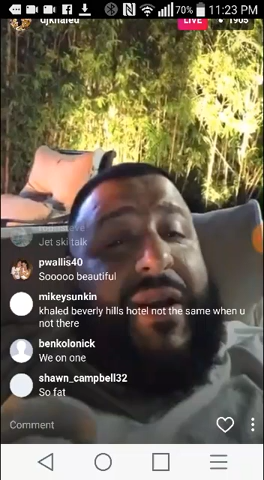 70% 11:23 PM
djkhaled LIVE 1905
Jet ski talk
pwallis40
Sooooo beautiful
mikeysunkin
khaled beverly hills hotel not the same when u
not there
benkolonick
We on one
shawn_campbell32
So fat
Comment